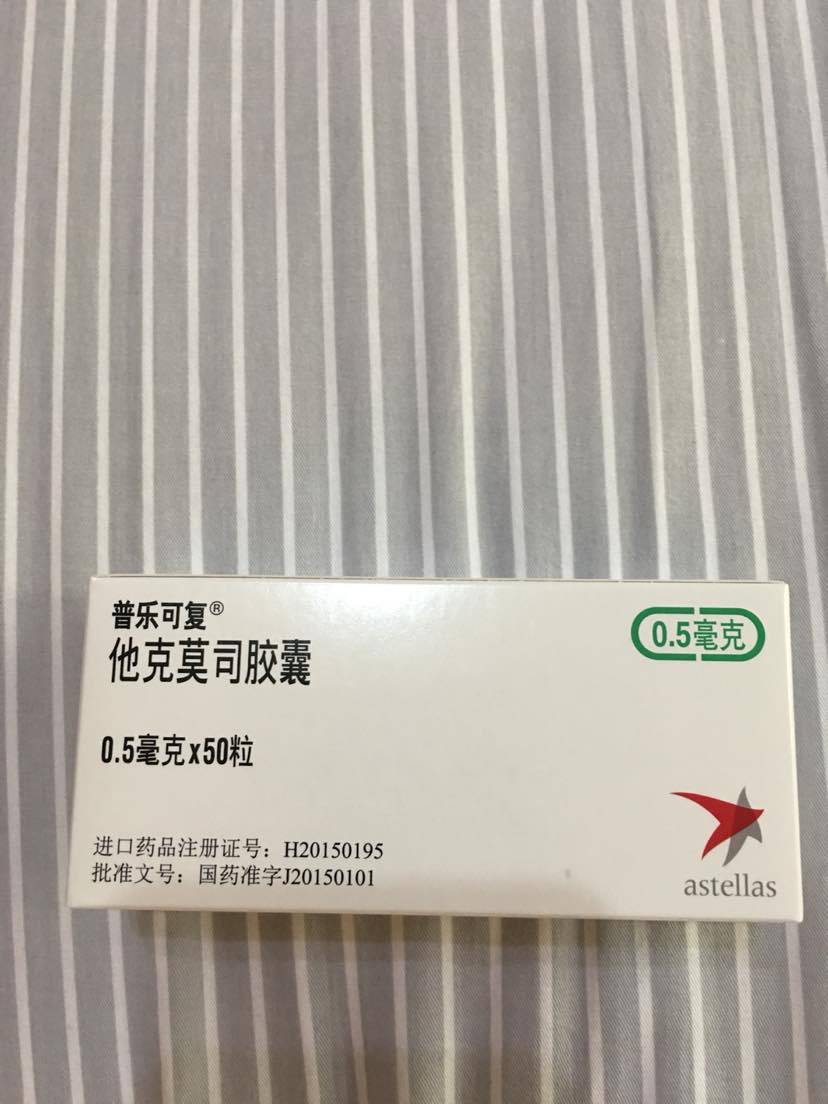 普乐可复®
他克莫司胶囊
0.5毫克
0.5毫克x50粒
进口药品注册证号：H20150195
批准文号：国药准字J20150101
astellas